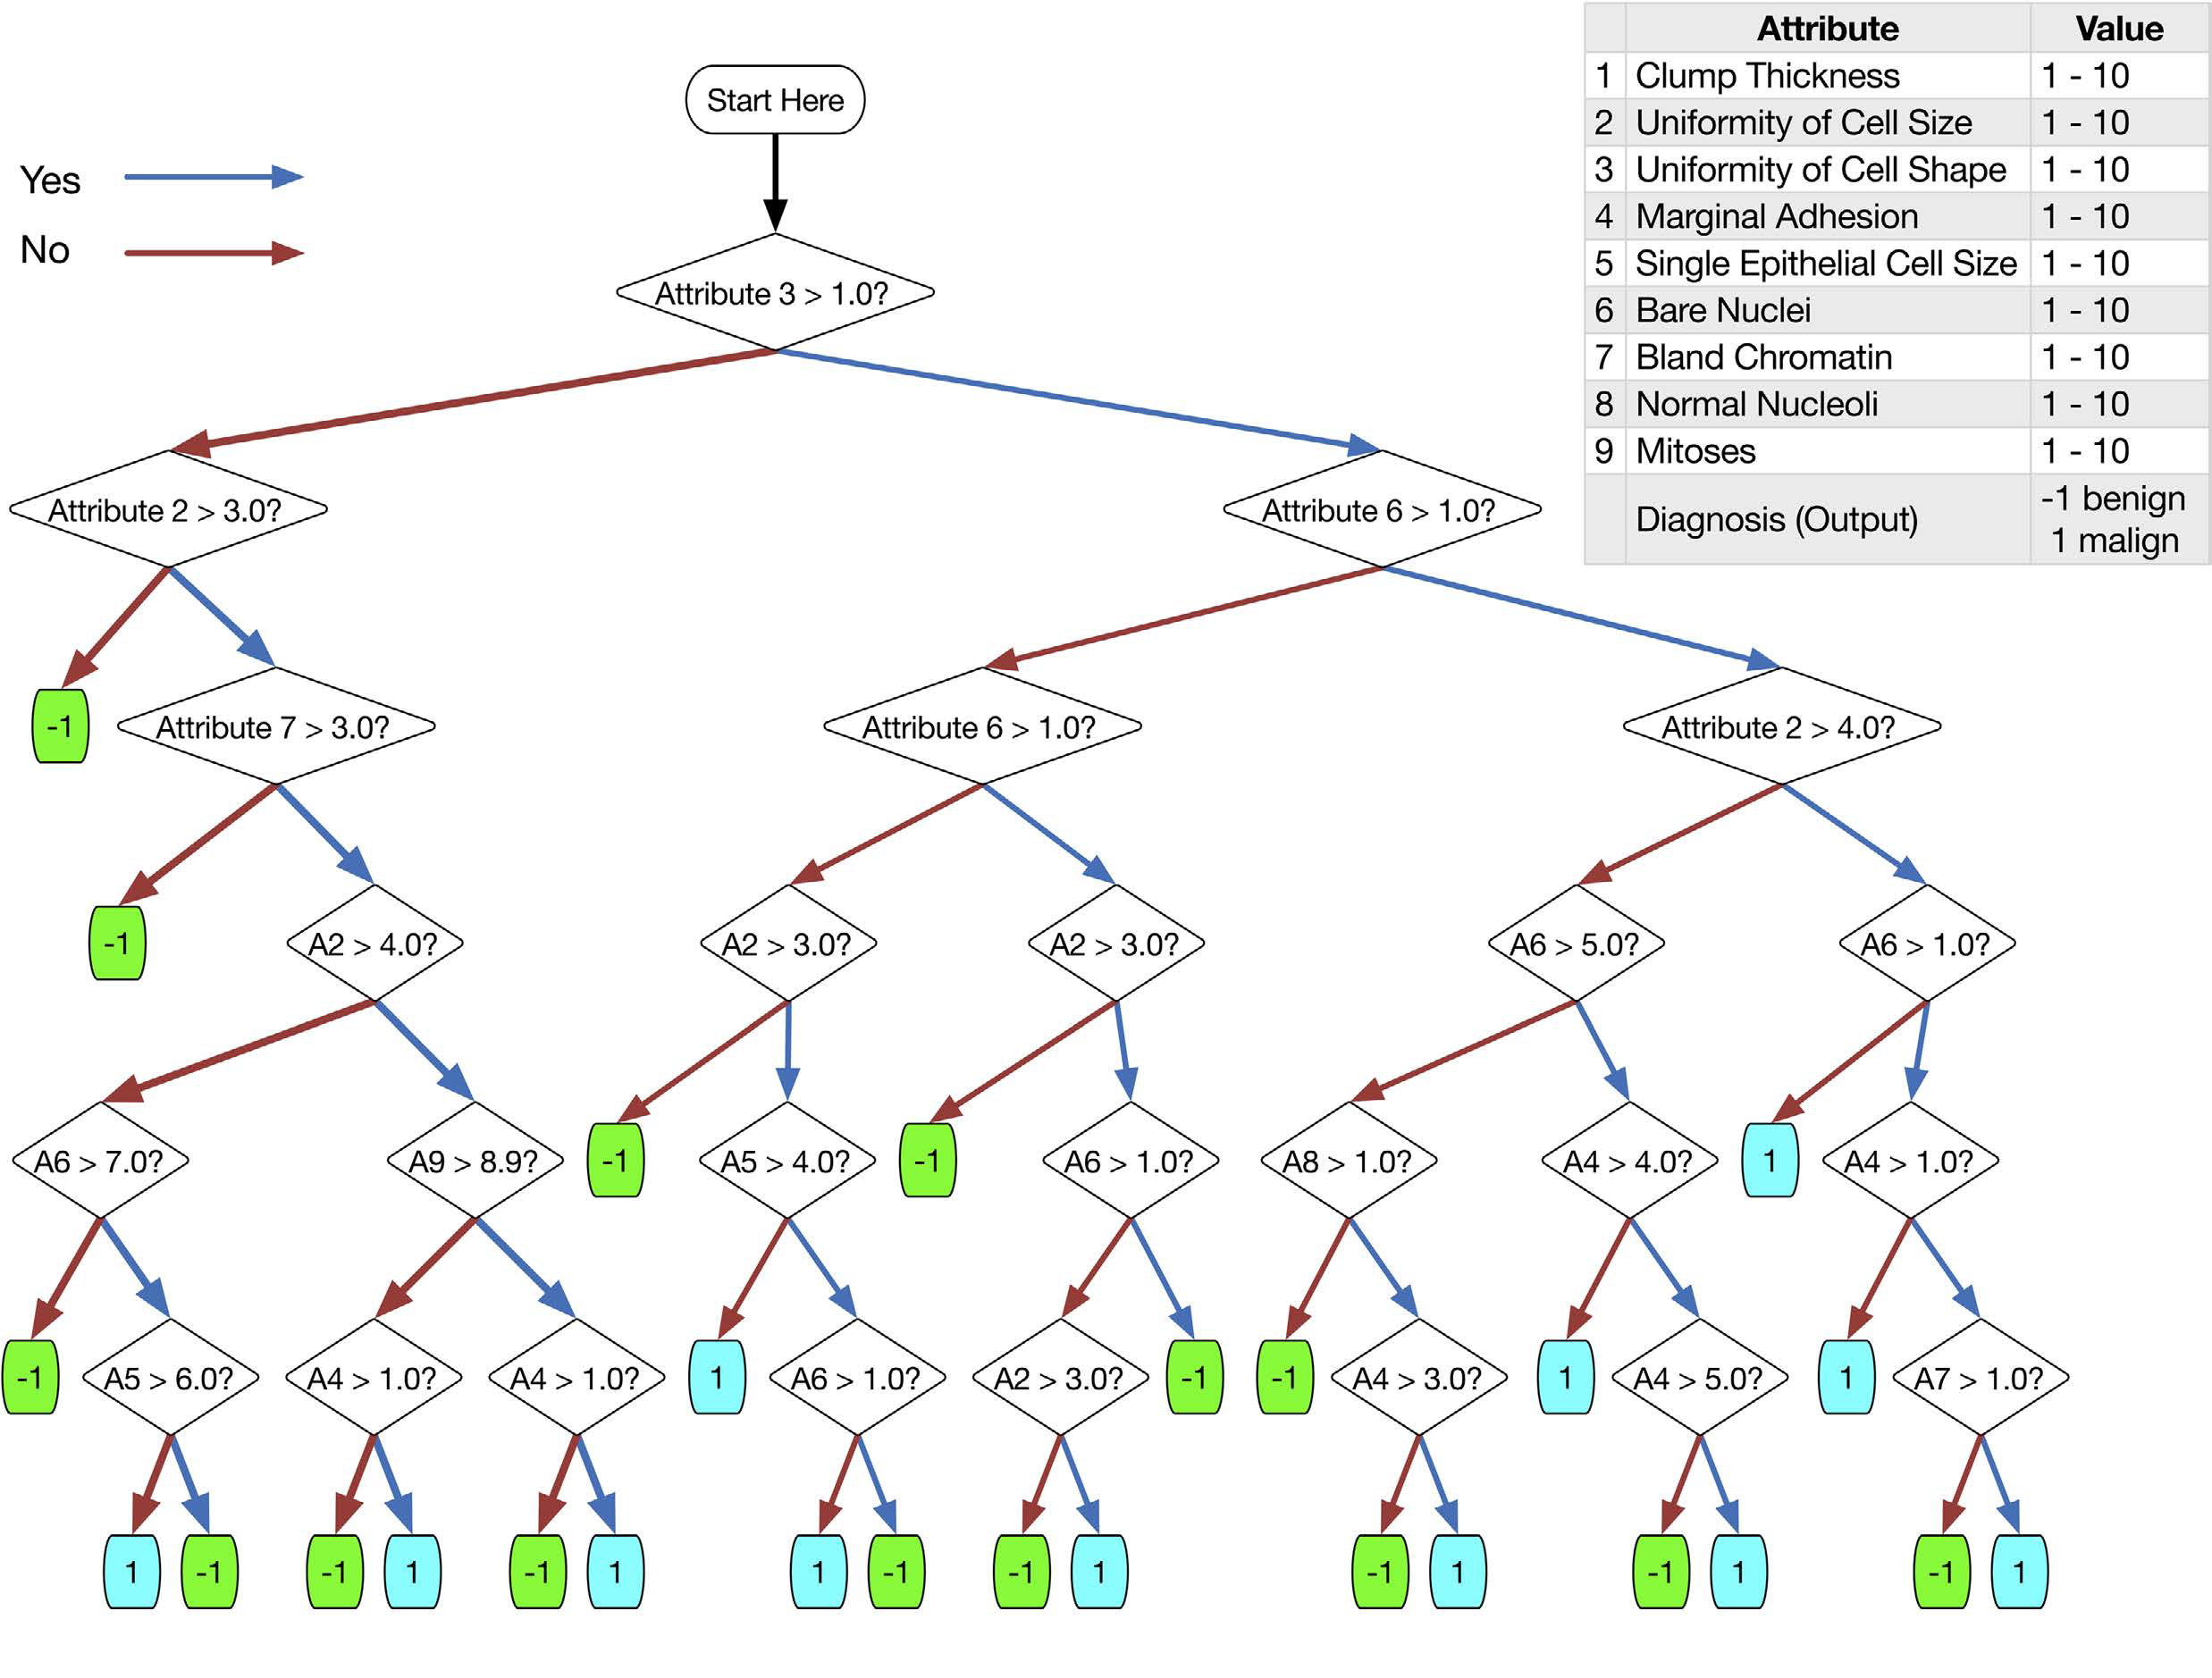 Attribute Value
1 Clump Thickness 1 - 10
2 Uniformity of Cell Size 1 - 10
3 Uniformity of Cell Shape 1 - 10
4 Marginal Adhesion 1 - 10
5 Single Epithelial Cell Size 1 - 10
6 Bare Nuclei 1 - 10
7 Bland Chromatin 1 - 10
8 Normal Nucleoli 1 - 10
9 Mitoses 1 - 10
Diagnosis (Output) -1 benign
1 malign
Start Here
Yes
No
Attribute 3 > 1.0?
Attribute 2 > 3.0? Attribute 6 > 1.0?
-1 Attribute 7 > 3.0? Attribute 6 > 1.0? Attribute 2 > 4.0?
-1 A2 > 4.0? A2 > 3.0? A2 > 3.0? A6 > 5.0? A6 > 1.0?
A6 > 7.0? A9 > 8.9? -1 A5 > 4.0? -1 A6 > 1.0? A8 > 1.0? A4 > 4.0? 1 A4 > 1.0?
-1 A5 > 6.0? A4 > 1.0? A4 > 1.0? 1 A6 > 1.0? A2 > 3.0? -1 -1 A4 > 3.0? 1 A4 > 5.0? 1 A7 > 1.0?
1 -1 -1 1 -1 1 1 -1 -1 1 -1 1 -1 1 -1 1